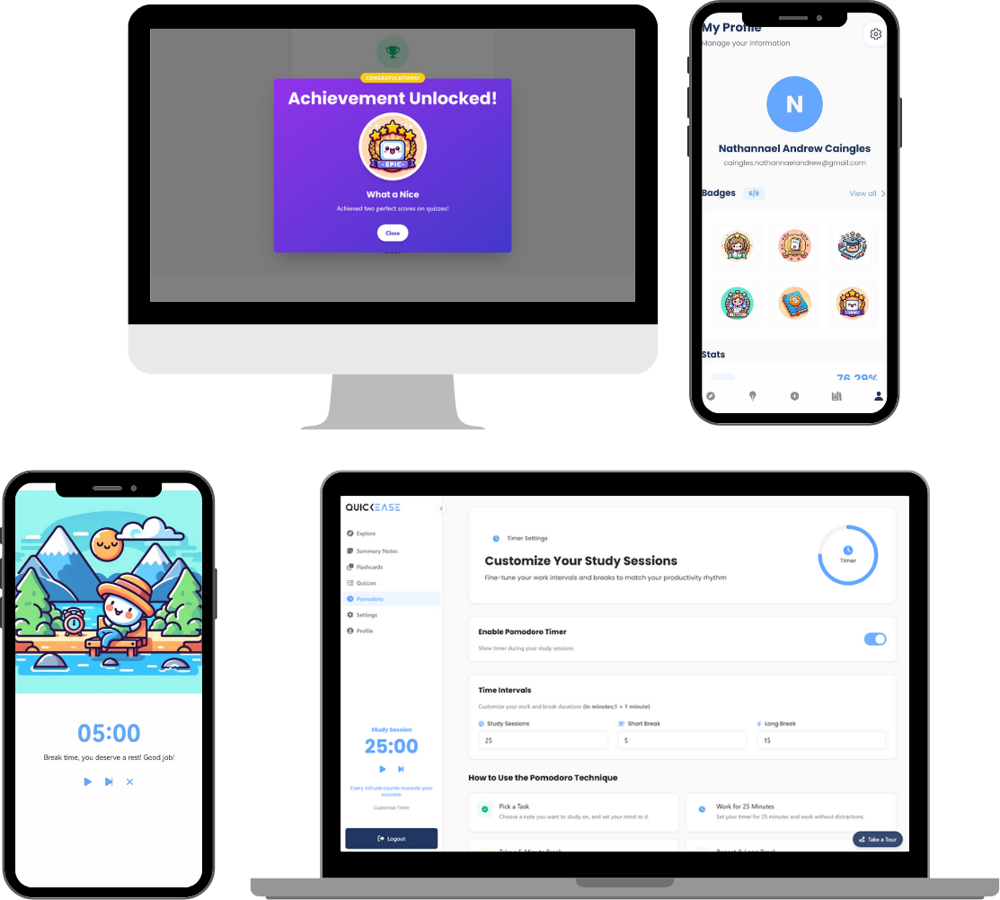 CONGRATULATIONS!
Achievement Unlocked!
EPIC
What a Nice
Achieved two perfect scores on quizzes!
Close
My Profile
Manage your information
N
Nathannael Andrew Caingles
caingles.nathannaelandrew@gmail.com
Badges 6/8 View all
Stats
76.29%
05:00
Break time, you deserve a rest! Good job!
QUICKEASE
Explore
Summary Notes
Flashcards
Quizzes
Pomodoro
Settings
Profile
Study Session
25:00
Every minute counts towards your
success.
Customize Timer
Logout
Timer Settings
Customize Your Study Sessions
Fine-tune your work intervals and breaks to match your productivity rhythm
Timer
Enable Pomodoro Timer
Show timer during your study sessions
Time Intervals
Customize your work and break durations (in minutes;1 = 1 minute)
Study Sessions Short Break Long Break
25 5 15
How to Use the Pomodoro Technique
Pick a Task
Choose a note you want to study on, and set your mind to it.
Work for 25 Minutes
Set your timer for 25 minutes and work without distractions.
Take a 5-Minute Break
Take a Tour